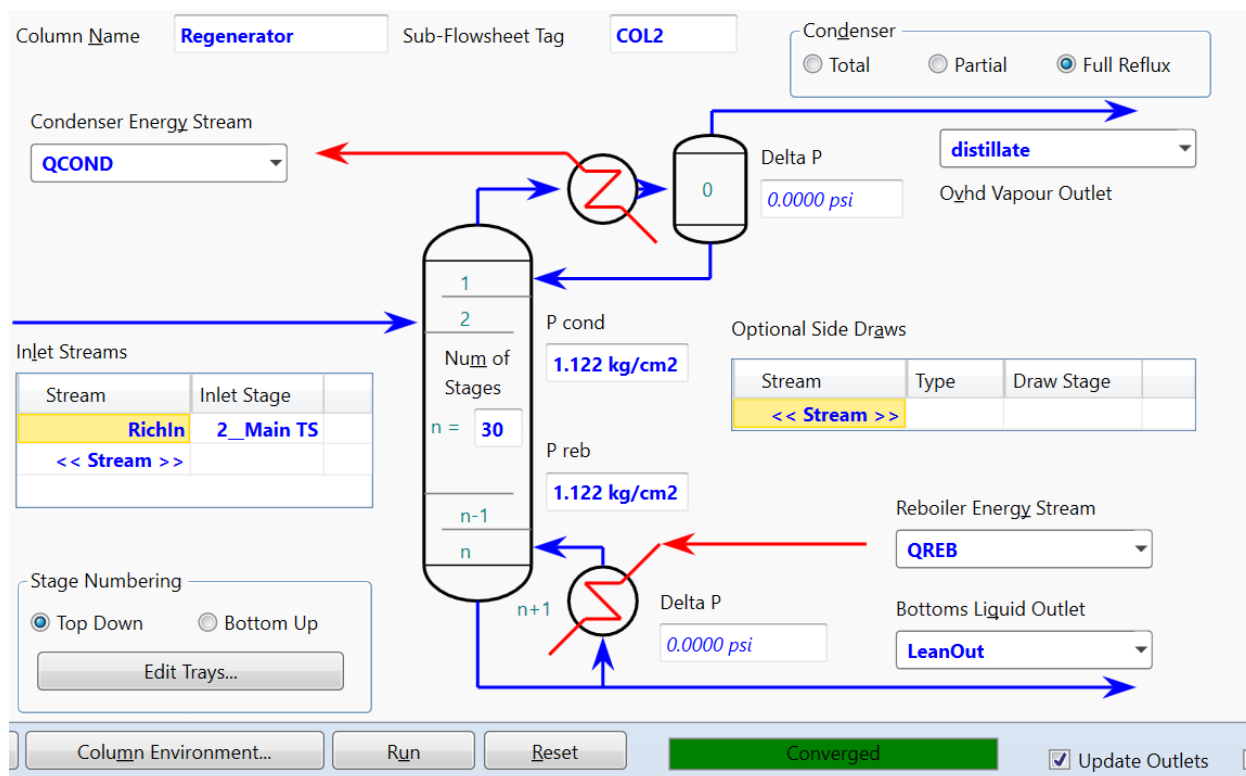 Column Name Regenerator Sub-Flowsheet Tag COL2
Condenser
Total Partial Full Reflux
Condenser Energy Stream
QCOND
0
Delta P
0.0000 psi
distillate
Ovhd Vapour Outlet
1
2
Num of
Stages
n = 30
n-1
n
n+1
P cond
1.122 kg/cm2
P reb
1.122 kg/cm2
Inlet Streams
Stream Inlet Stage
RichIn 2__Main TS
<< Stream >>
Optional Side Draws
Stream Type Draw Stage
<< Stream >>
Reboiler Energy Stream
QREB
Delta P
0.0000 psi
Bottoms Liquid Outlet
LeanOut
Stage Numbering
Top Down Bottom Up
Edit Trays...
Column Environment... Run Reset Converged Update Outlets